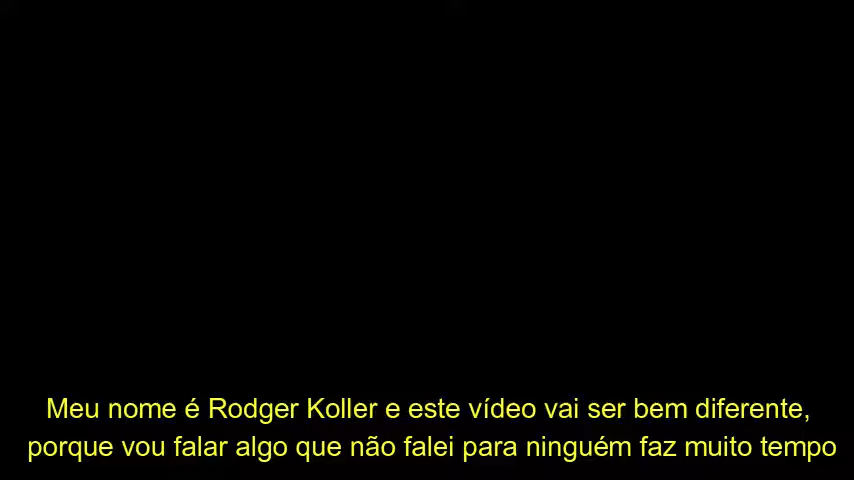 Meu nome é Rodger Koller e este vídeo vai ser bem diferente,
porque vou falar algo que não falei para ninguém faz muito tempo